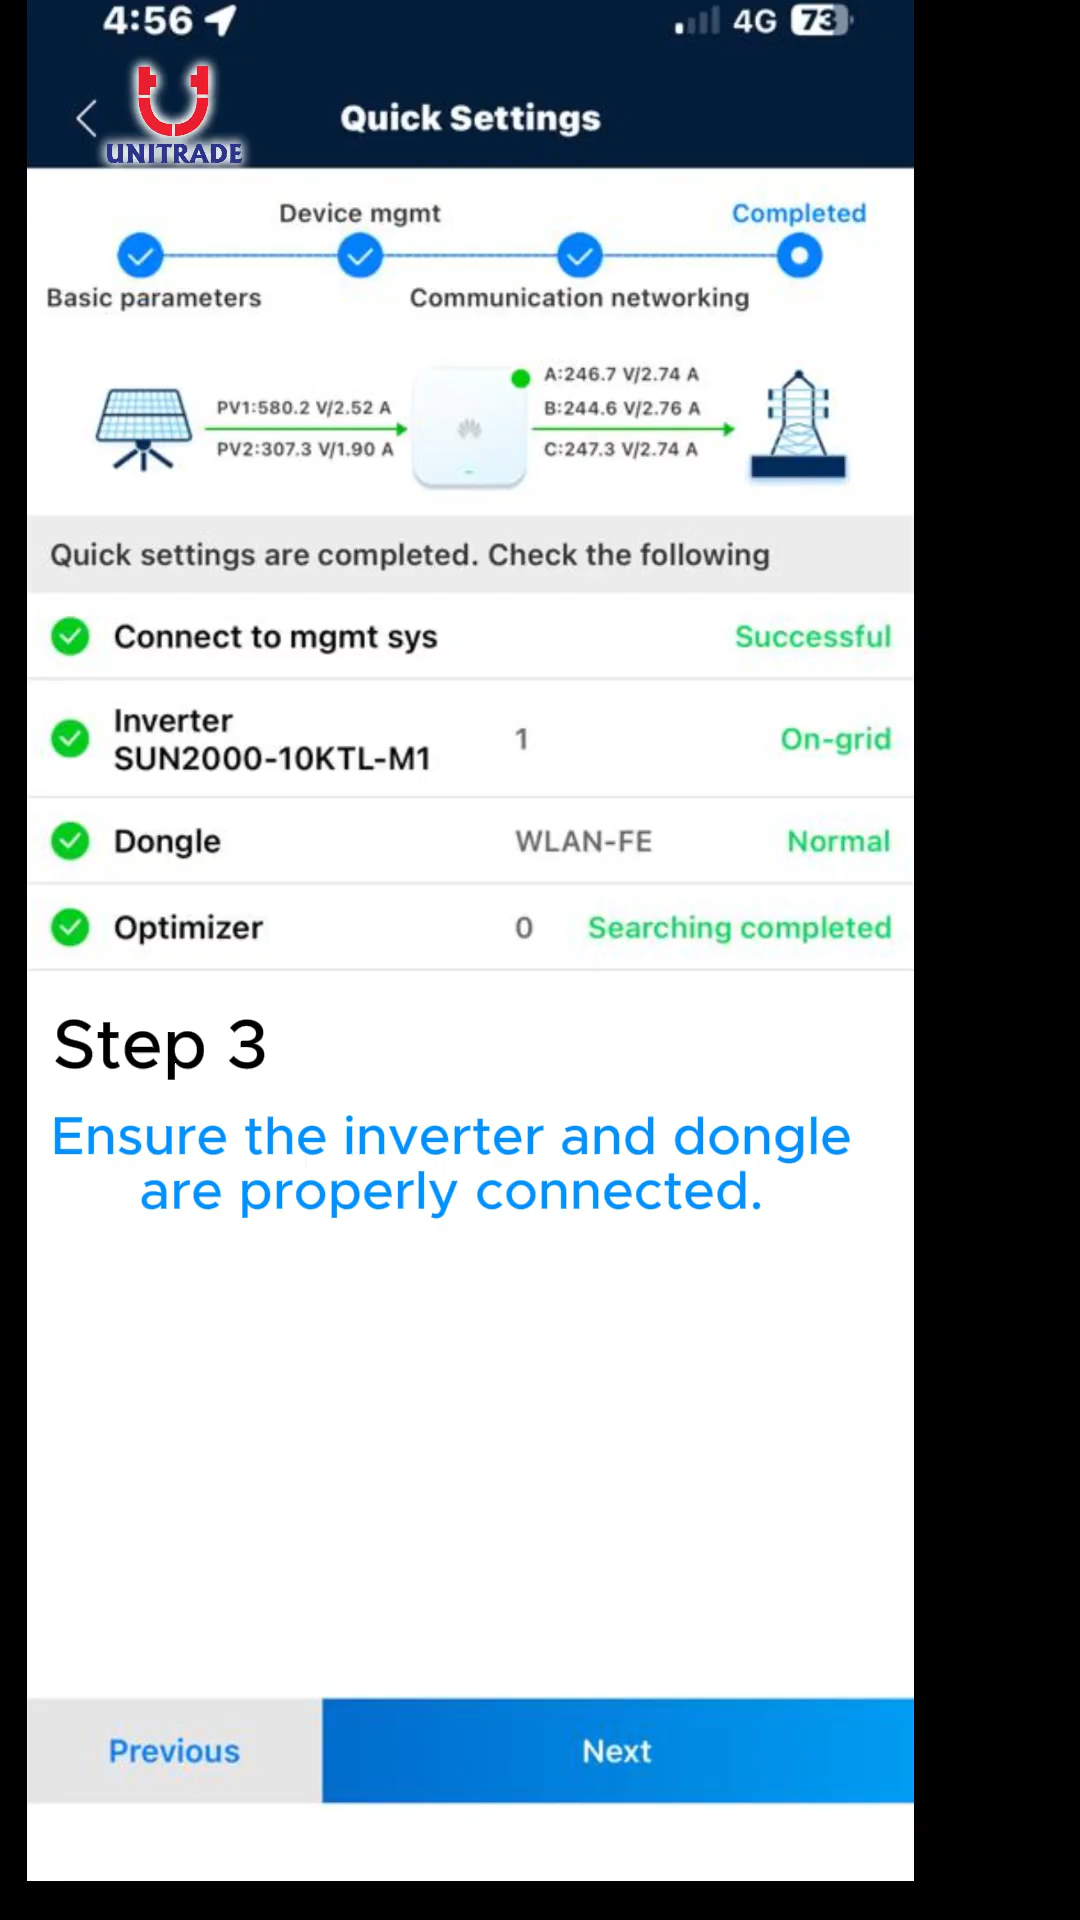 4:56
4G 73
UNITRADE
Quick Settings
Device mgmt
Completed
Basic parameters
Communication networking
PV1:580.2 V/2.52 A
PV2:307.3 V/1.90 A
A:246.7 V/2.74 A
B:244.6 V/2.76 A
C:247.3 V/2.74 A
Quick settings are completed. Check the following
Connect to mgmt sys Successful
Inverter
SUN2000-10KTL-M1 1 On-grid
Dongle WLAN-FE Normal
Optimizer 0 Searching completed
Step 3
Ensure the inverter and dongle
are properly connected.
Previous
Next